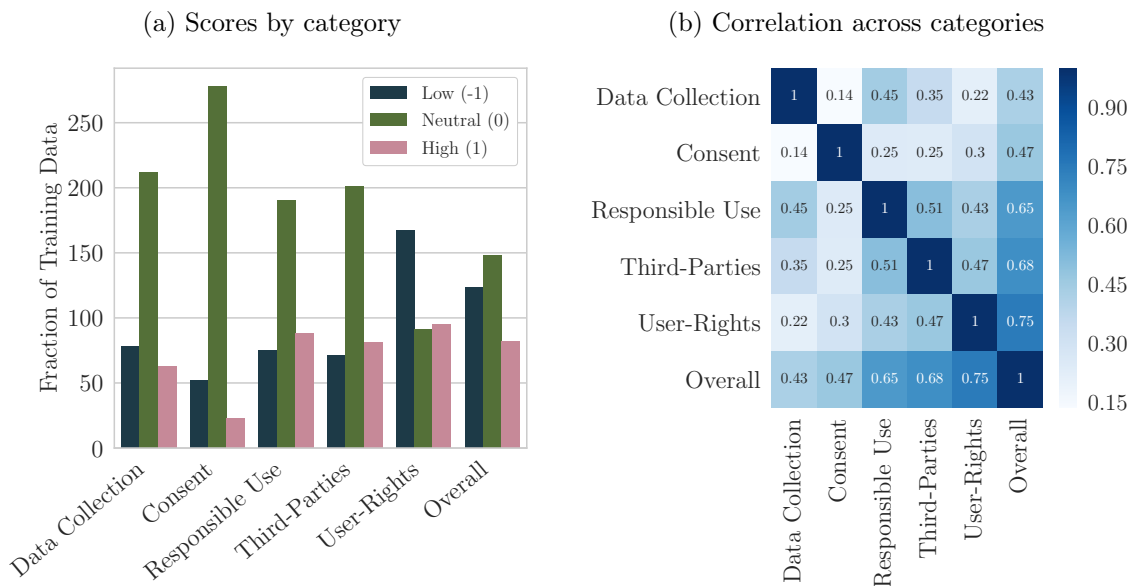 (a) Scores by category
Fraction of Training Data
250
200
150
100
50
0
Low (-1)
Neutral (0)
High (1)
Data Collection
Consent
Responsible Use
Third-Parties
User-Rights
Overall
(b) Correlation across categories
Data Collection 1 0.14 0.45 0.35 0.22 0.43
Consent 0.14 1 0.25 0.25 0.3 0.47
Responsible Use 0.45 0.25 1 0.51 0.43 0.65
Third-Parties 0.35 0.25 0.51 1 0.47 0.68
User-Rights 0.22 0.3 0.43 0.47 1 0.75
Overall 0.43 0.47 0.65 0.68 0.75 1
Data Collection
Consent
Responsible Use
Third-Parties
User-Rights
Overall
0.90
0.75
0.60
0.45
0.30
0.15